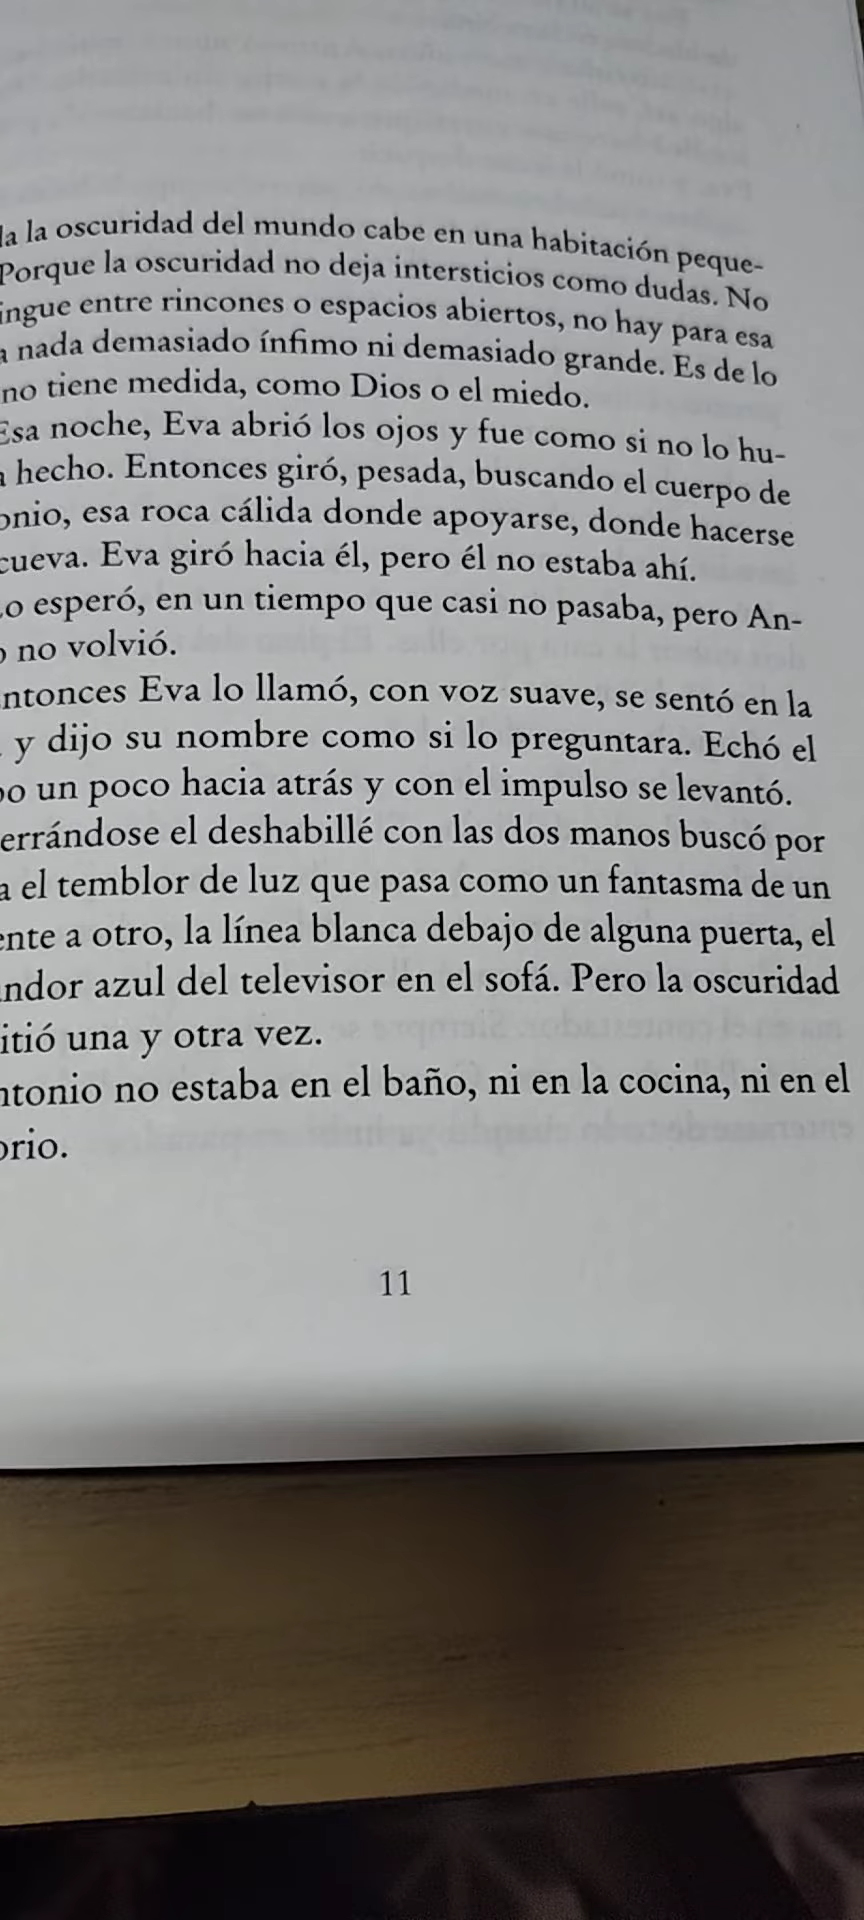 la la oscuridad del mundo cabe en una habitación peque-
Porque la oscuridad no deja intersticios como dudas. No
ingue entre rincones o espacios abiertos, no hay para esa
a nada demasiado ínfimo ni demasiado grande. Es de lo
no tiene medida, como Dios o el miedo.
Esa noche, Eva abrió los ojos y fue como si no lo hu-
a hecho. Entonces giró, pesada, buscando el cuerpo de
onio, esa roca cálida donde apoyarse, donde hacerse
cueva. Eva giró hacia él, pero él no estaba ahí.
Lo esperó, en un tiempo que casi no pasaba, pero An-
o no volvió.
ntonces Eva lo llamó, con voz suave, se sentó en la
y dijo su nombre como si lo preguntara. Echó el
po un poco hacia atrás y con el impulso se levantó.
errándose el deshabillé con las dos manos buscó por
a el temblor de luz que pasa como un fantasma de un
ente a otro, la línea blanca debajo de alguna puerta, el
ndor azul del televisor en el sofá. Pero la oscuridad
itió una y otra vez.
ntonio no estaba en el baño, ni en la cocina, ni en el
orio.
11